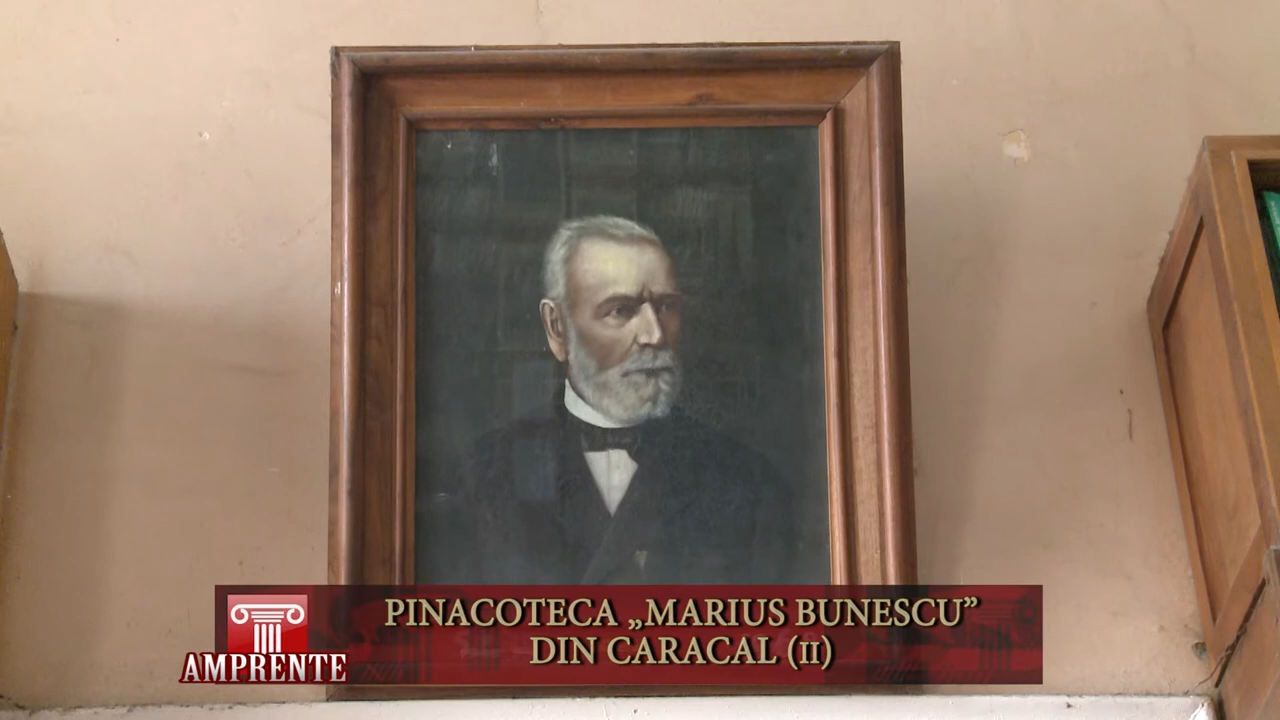 PINACOTECA „MARIUS BUNESCU”
DIN CARACAL (II)
AMPRENTE